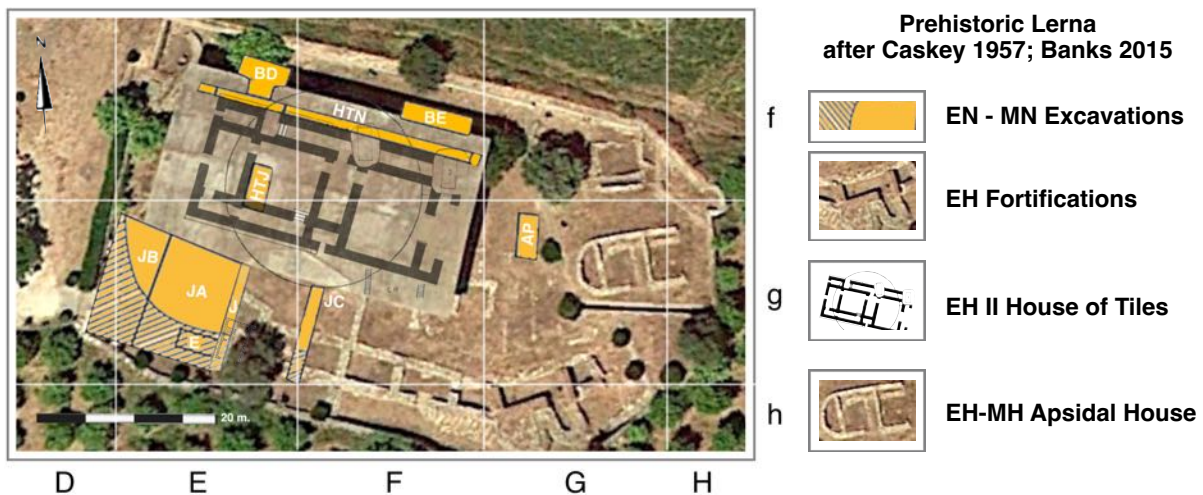 Prehistoric Lerna
after Caskey 1957; Banks 2015
N
BD
HTN
BE
f
EN - MN Excavations
HTJ
EH Fortifications
AP
JB
JA
J
JC
g
EH II House of Tiles
E
20 m.
h
EH-MH Apsidal House
D
E
F
G
H